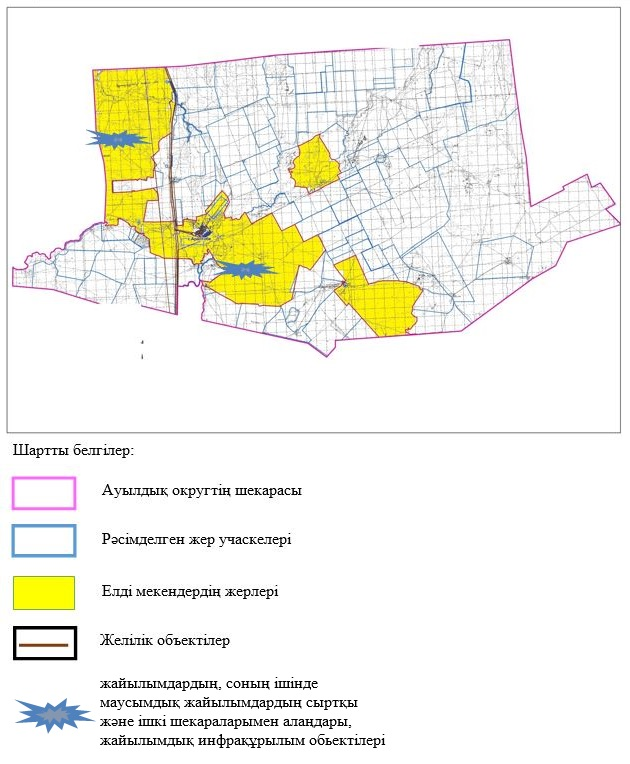 Шартты белгілер:
Ауылдық округтің шекарасы
Рәсімделген жер учаскелері
Елді мекендердің жерлері
Желілік объектілер
жайылымдардың, соның ішінде
маусымдық жайылымдардың сыртқы
және ішкі шекараларымен алаңдары,
жайылымдық инфрақұрылым обьектілері